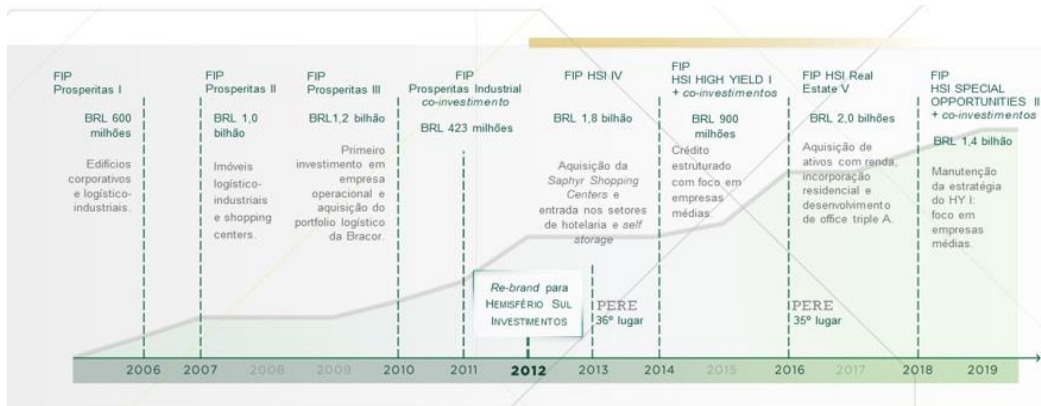 FIP
Prosperitas I
BRL 600
milhões
Edifícios
corporativos
e logístico-
industriais.
FIP
Prosperitas II
BRL 1,0
bilhão
Imóveis
logístico-
industriais
e shopping
centers.
FIP
Prosperitas III
BRL1,2 bilhão
Primeiro
investimento em
empresa
operacional e
aquisição do
portfolio logístico
da Bracor.
FIP
Prosperitas Industrial
co-investimento
BRL 423 milhões
FIP HSI IV
BRL 1,8 bilhão
Aquisição da
Saphyr Shopping
Centers e
entrada nos setores
de hotelaria e self
storage
FIP
HSI HIGH YIELD I
+ co-investimentos
BRL 900
milhões
Crédito
estruturado
com foco em
empresas
médias.
FIP HSI Real
Estate V
BRL 2,0 bilhões
Aquisição de
ativos com renda,
incorporação
residencial e
desenvolvimento
de office triple A.
FIP
HSI SPECIAL
OPPORTUNITIES II
+ co-investimentos
BRL 1,4 bilhão
Manutenção
da estratégia
do HY I:
foco em
empresas
médias.
Re-brand para
HEMISFÉRIO SUL
INVESTIMENTOS
PERE
36º lugar
PERE
35º lugar
2006 2007 2008 2009 2010 2011 2012 2013 2014 2015 2016 2017 2018 2019